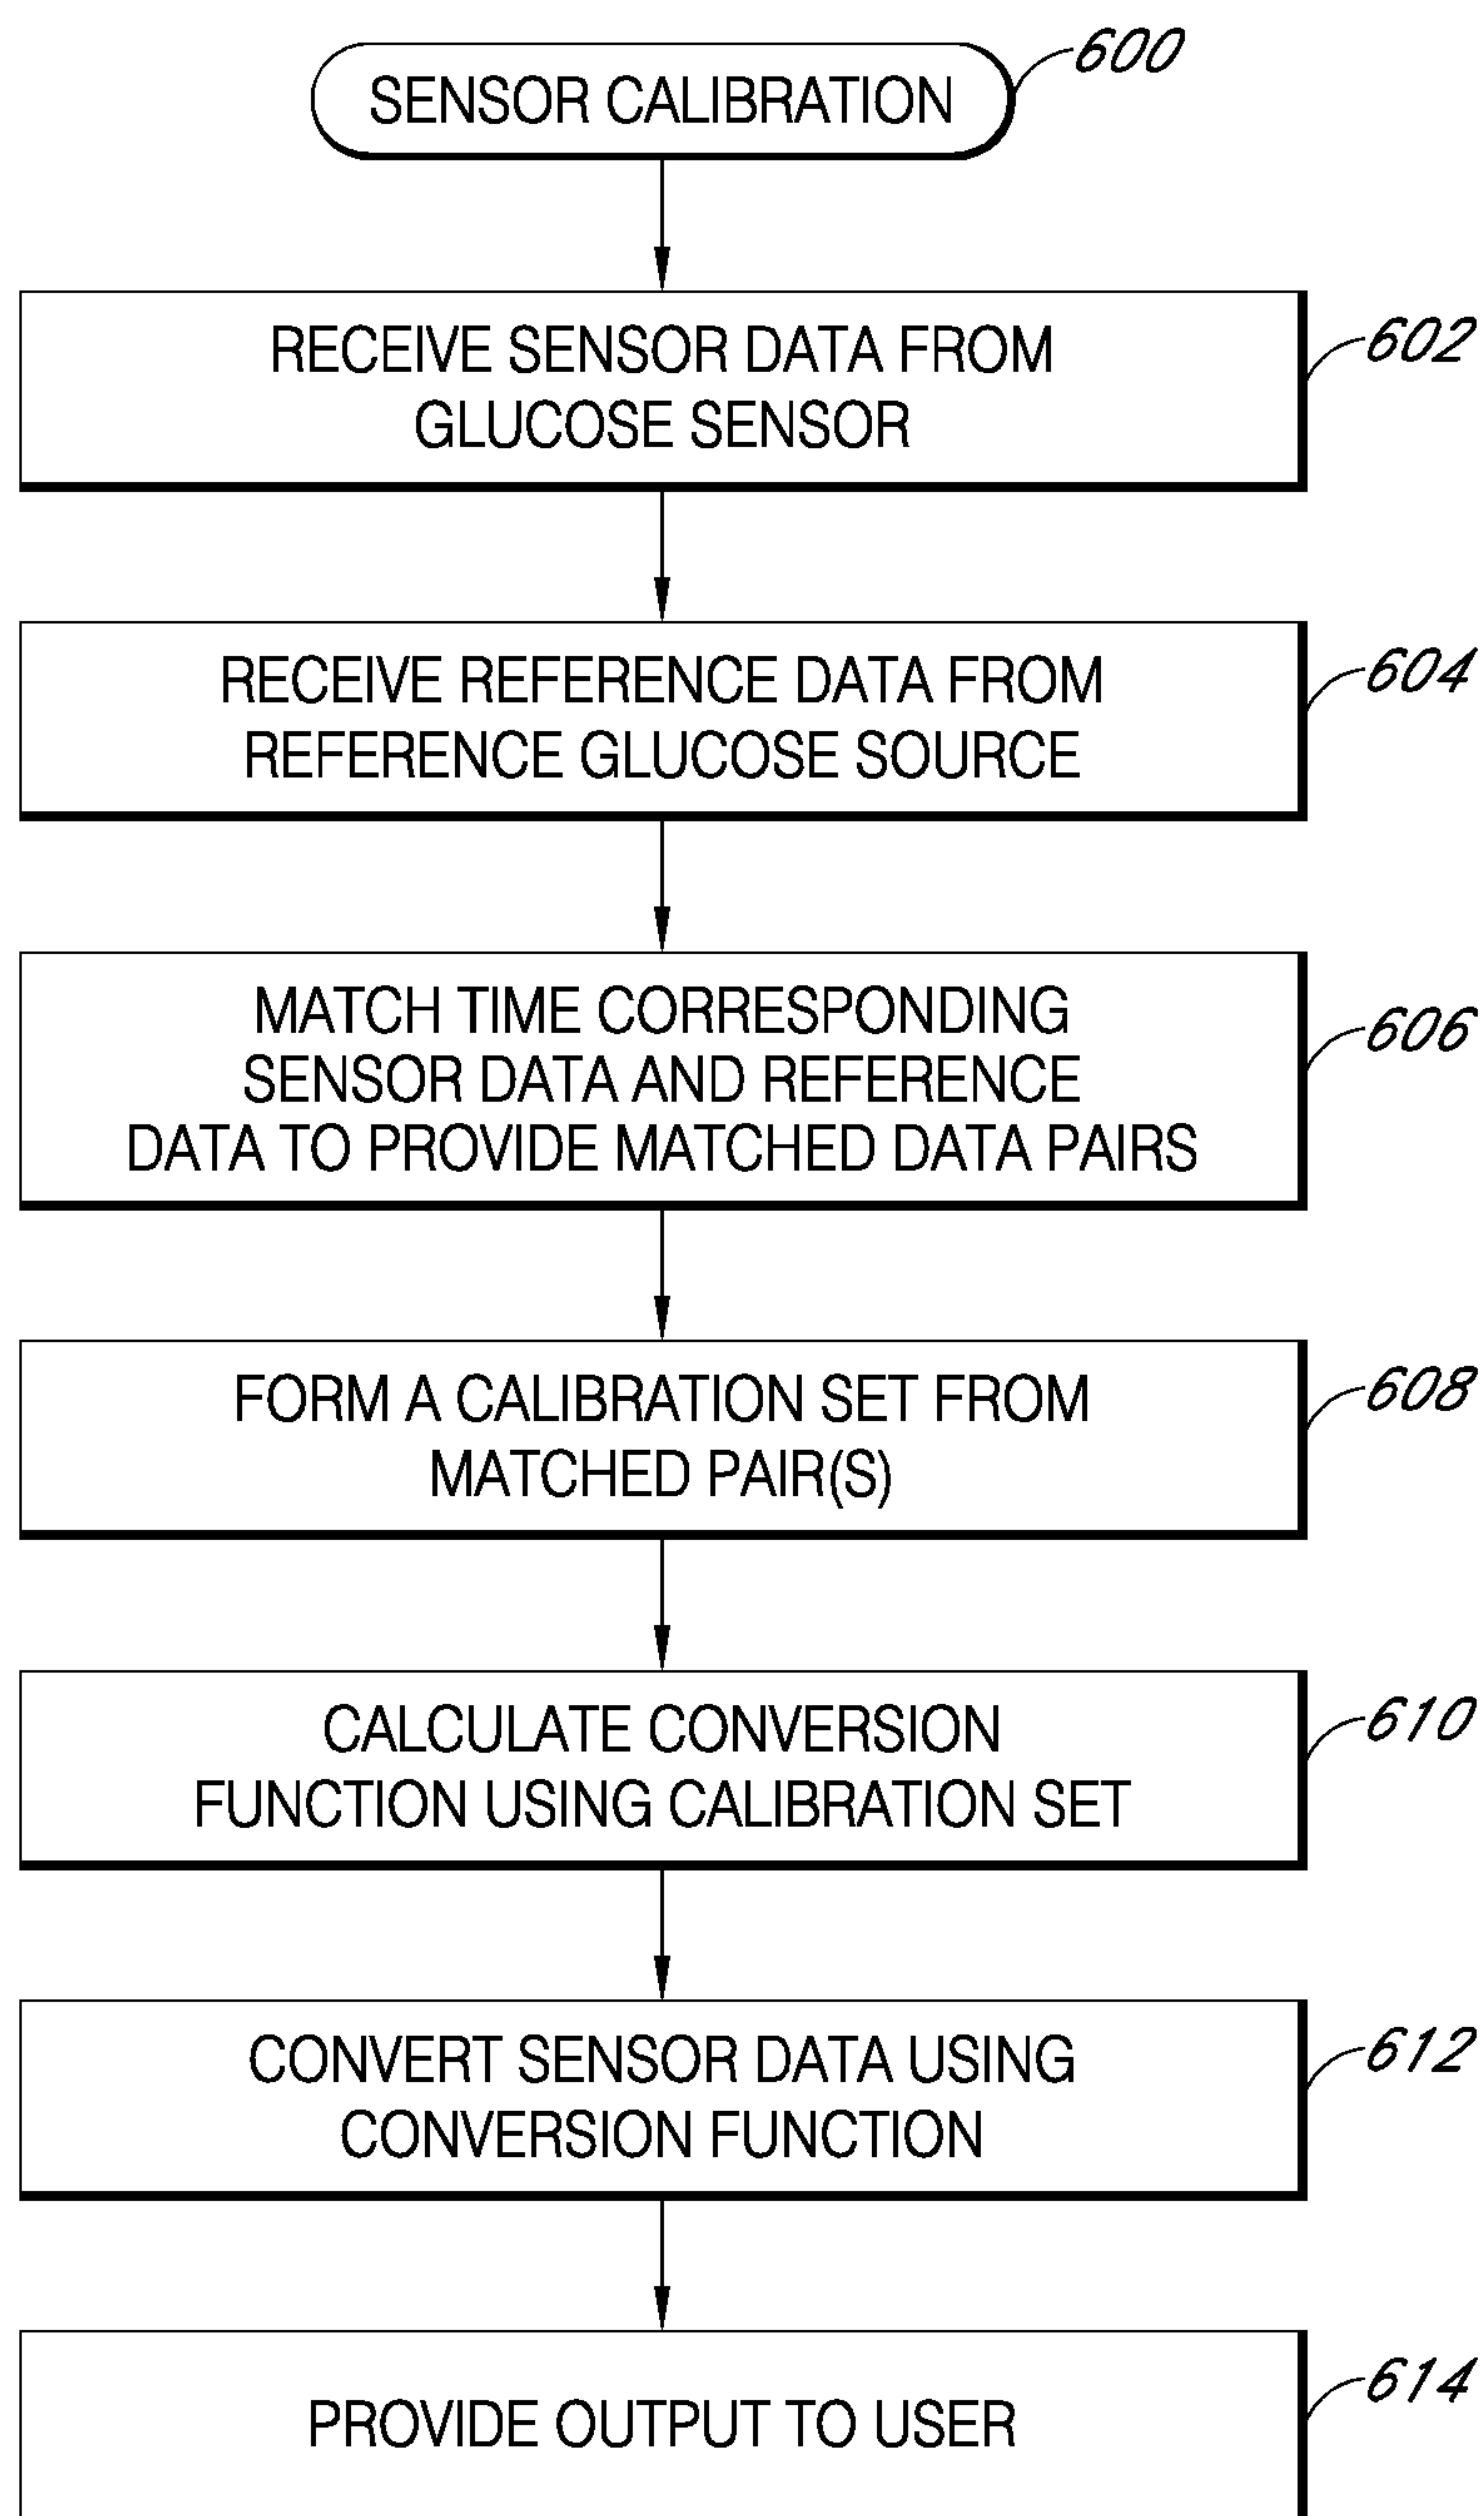 SENSOR CALIBRATION
600
RECEIVE SENSOR DATA FROM
GLUCOSE SENSOR
602
RECEIVE REFERENCE DATA FROM
REFERENCE GLUCOSE SOURCE
604
MATCH TIME CORRESPONDING
SENSOR DATA AND REFERENCE
DATA TO PROVIDE MATCHED DATA PAIRS
606
FORM A CALIBRATION SET FROM
MATCHED PAIR(S)
608
CALCULATE CONVERSION
FUNCTION USING CALIBRATION SET
610
CONVERT SENSOR DATA USING
CONVERSION FUNCTION
612
PROVIDE OUTPUT TO USER
614